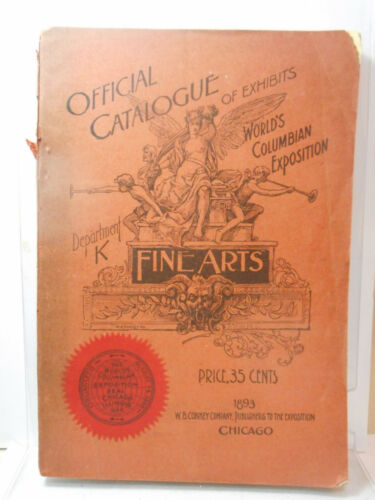 OFFICIAL
CATALOGUE OF EXHIBITS
WORLD'S
COLUMBIAN
EXPOSITION
Department
K
FINE ARTS
PRICE, 35 CENTS
1893
W. B. CONKEY COMPANY, PUBLISHERS TO THE EXPOSITION
CHICAGO